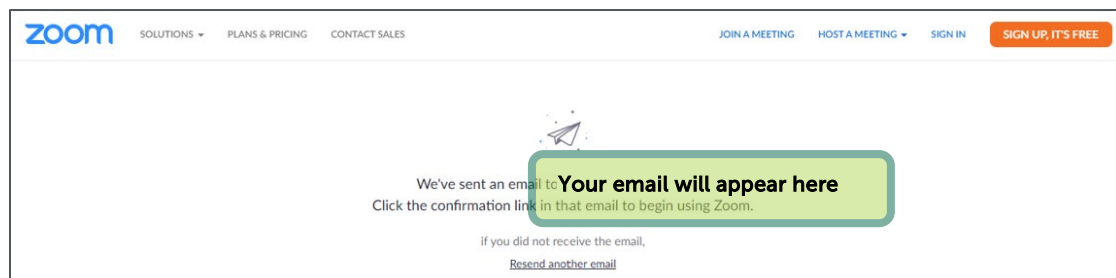 zoom SOLUTIONS PLANS & PRICING CONTACT SALES JOIN A MEETING HOST A MEETING SIGN IN SIGN UP, IT'S FREE
We've sent an email to Your email will appear here
Click the confirmation link in that email to begin using Zoom.
if you did not receive the email,
Resend another email